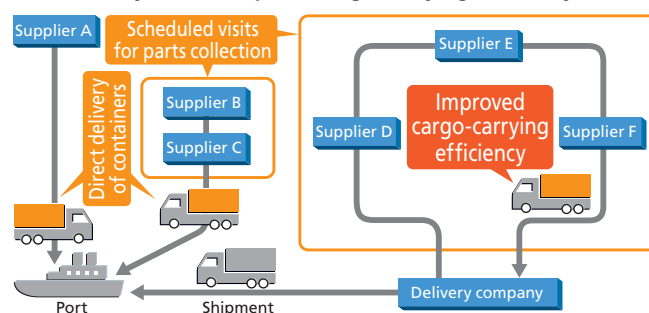 Supplier A
Scheduled visits
for parts collection
Supplier E
Supplier B
Supplier C
Direct delivery
of containers
Supplier D
Improved
cargo-carrying
efficiency
Supplier F
Port
Shipment
Delivery company